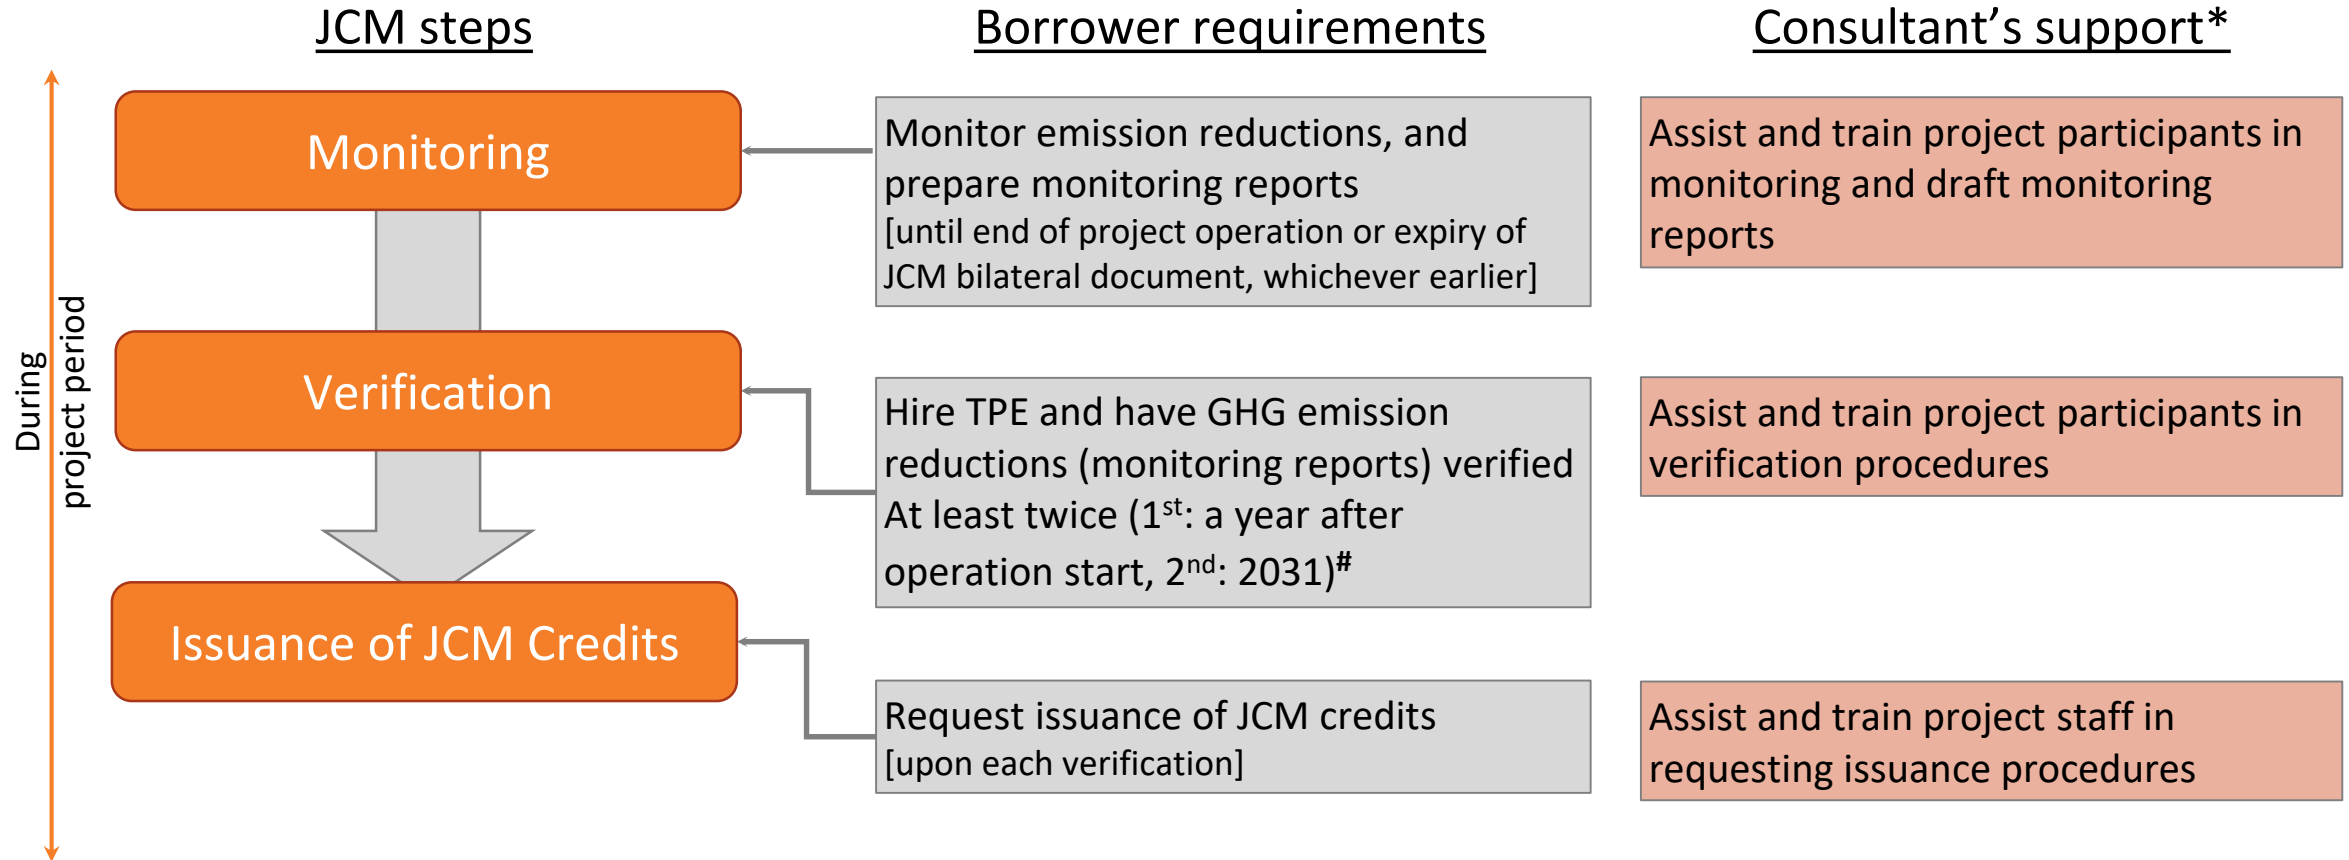 JCM steps
Borrower requirements
Consultant's support*
During
project period
Monitoring
Monitor emission reductions, and
prepare monitoring reports
[until end of project operation or expiry of
JCM bilateral document, whichever earlier]
Assist and train project participants in
monitoring and draft monitoring
reports
Verification
Hire TPE and have GHG emission
reductions (monitoring reports) verified
At least twice (1st: a year after
operation start, 2nd: 2031)#
Assist and train project participants in
verification procedures
Issuance of JCM Credits
Request issuance of JCM credits
[upon each verification]
Assist and train project staff in
requesting issuance procedures